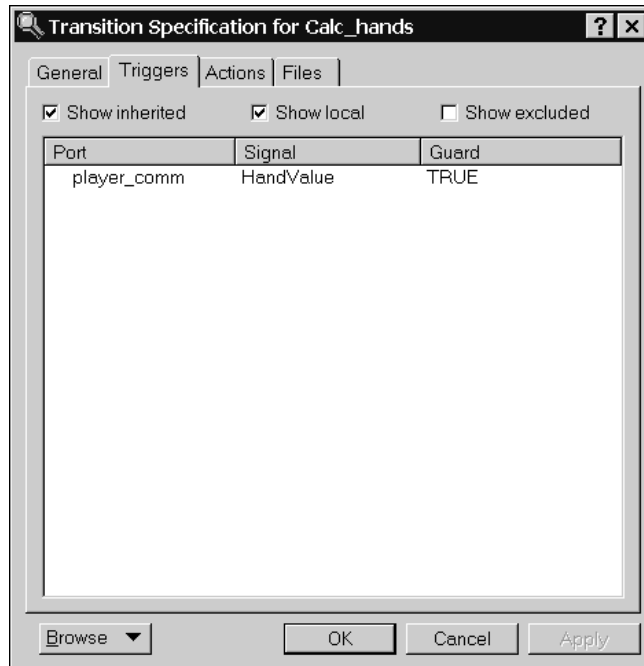 Transition Specification for Calc_hands
General Triggers Actions Files
Show inherited Show local Show excluded
Port Signal Guard
player_comm HandValue TRUE
Browse OK Cancel Apply